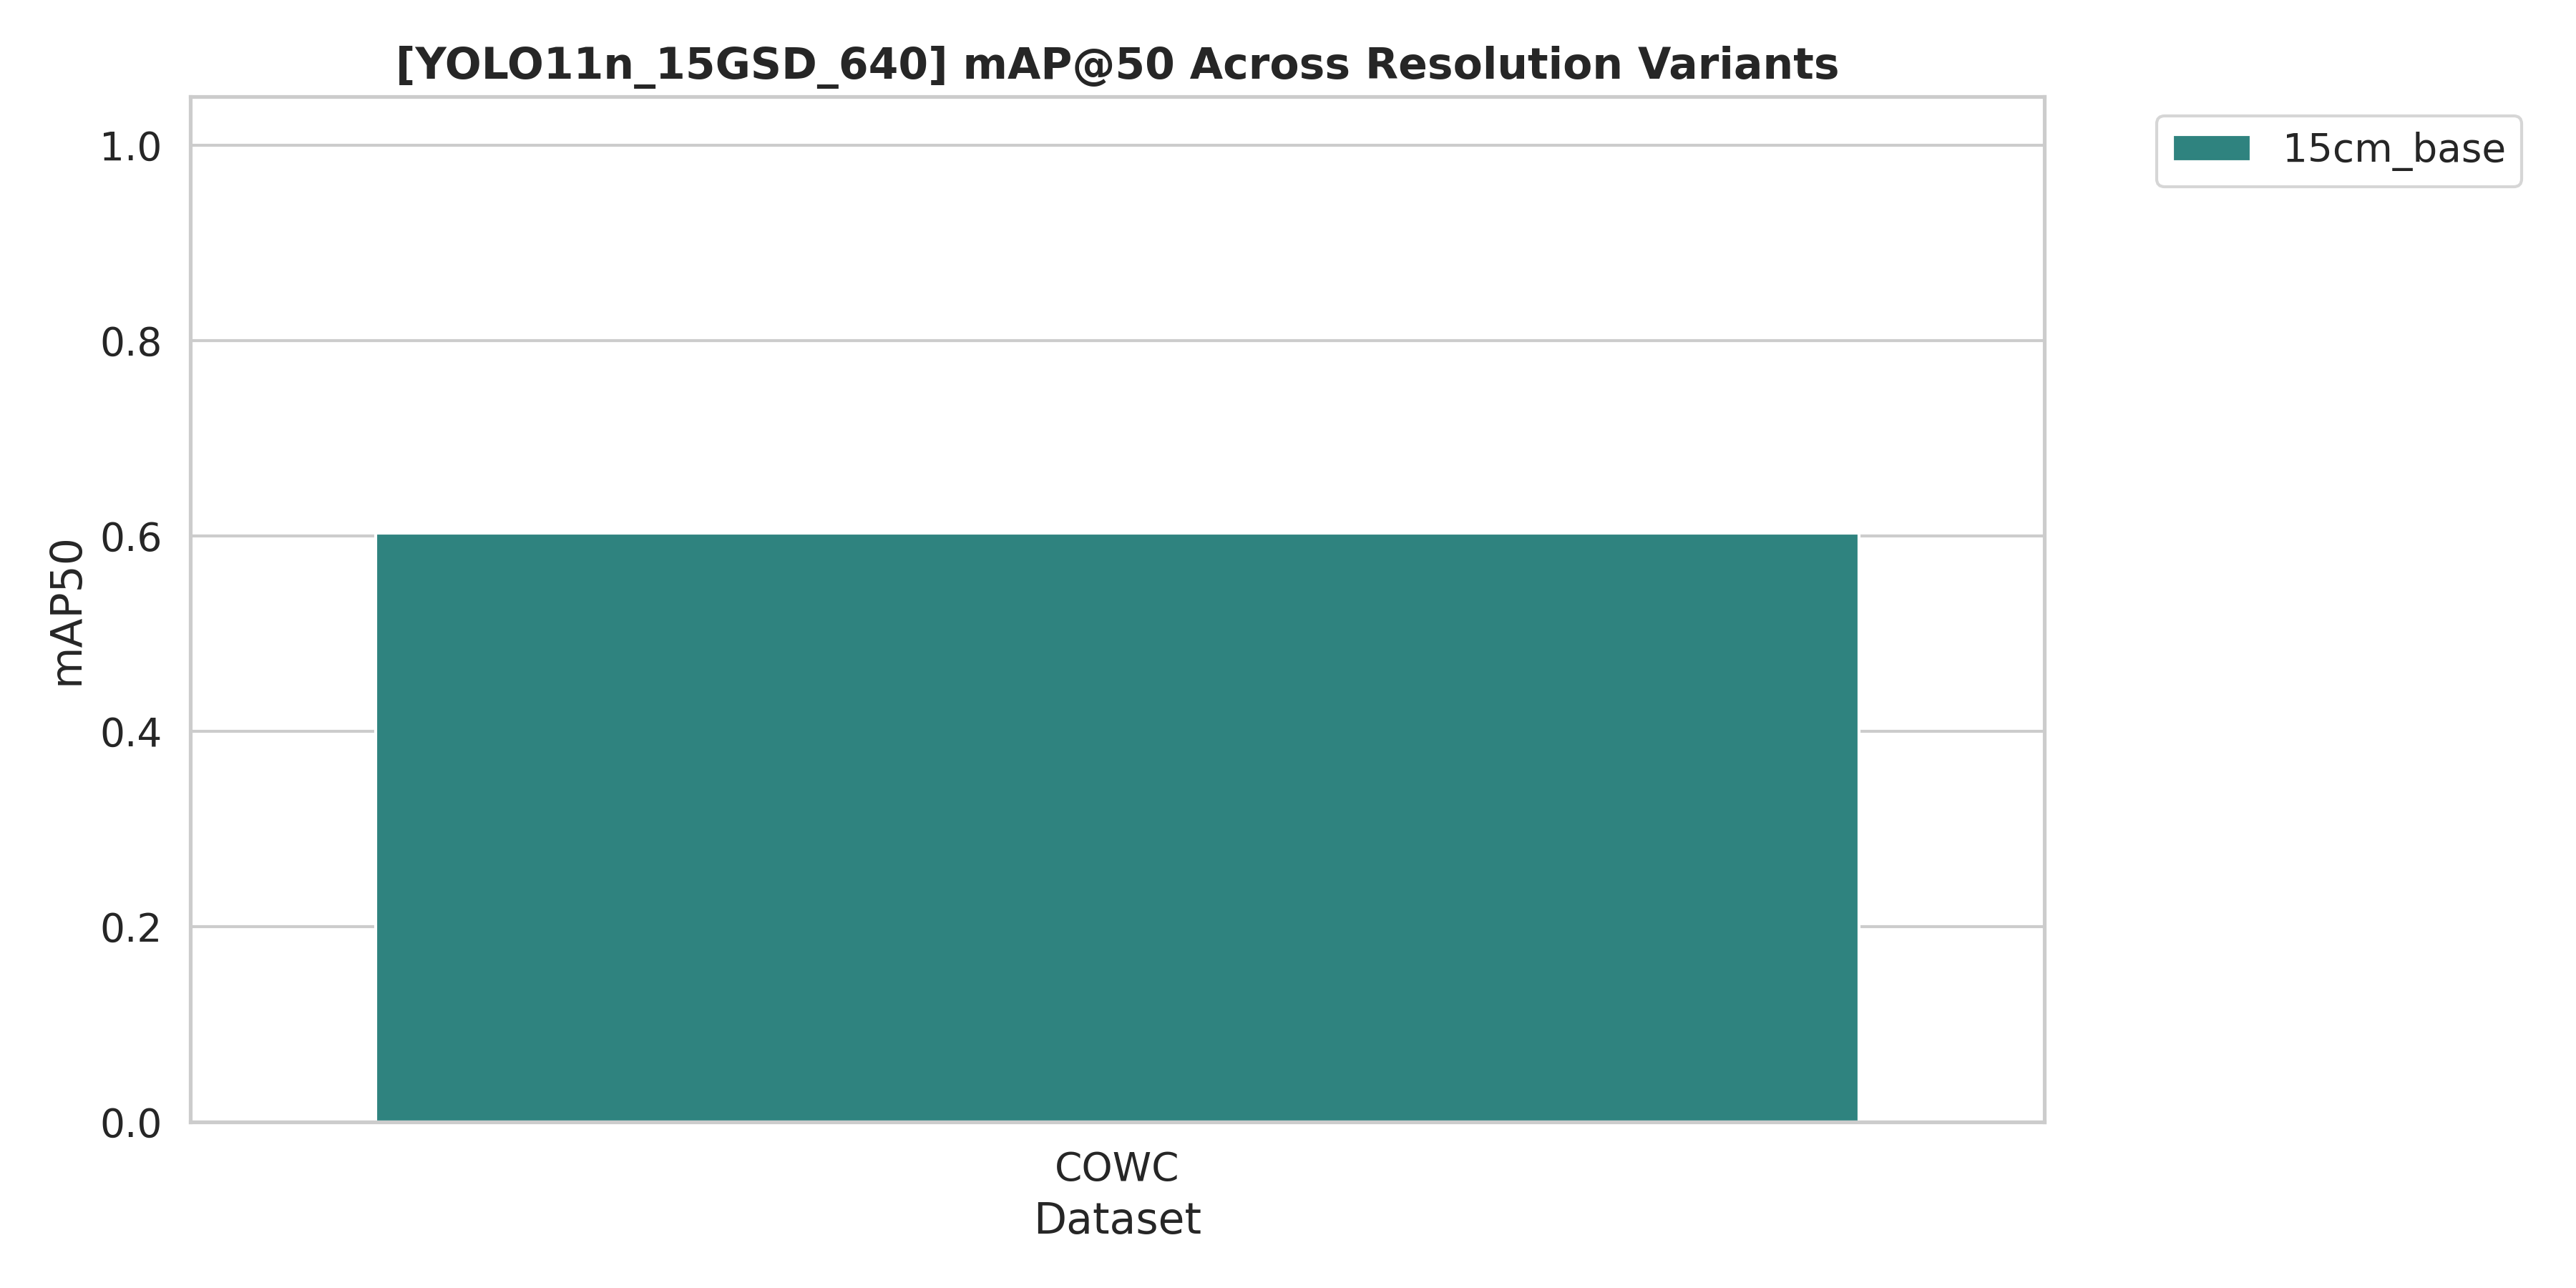 [YOLO11n_15GSD_640] mAP@50 Across Resolution Variants
15cm_base
1.0
0.8
0.6
0.4
0.2
0.0
mAP50
COWC
Dataset